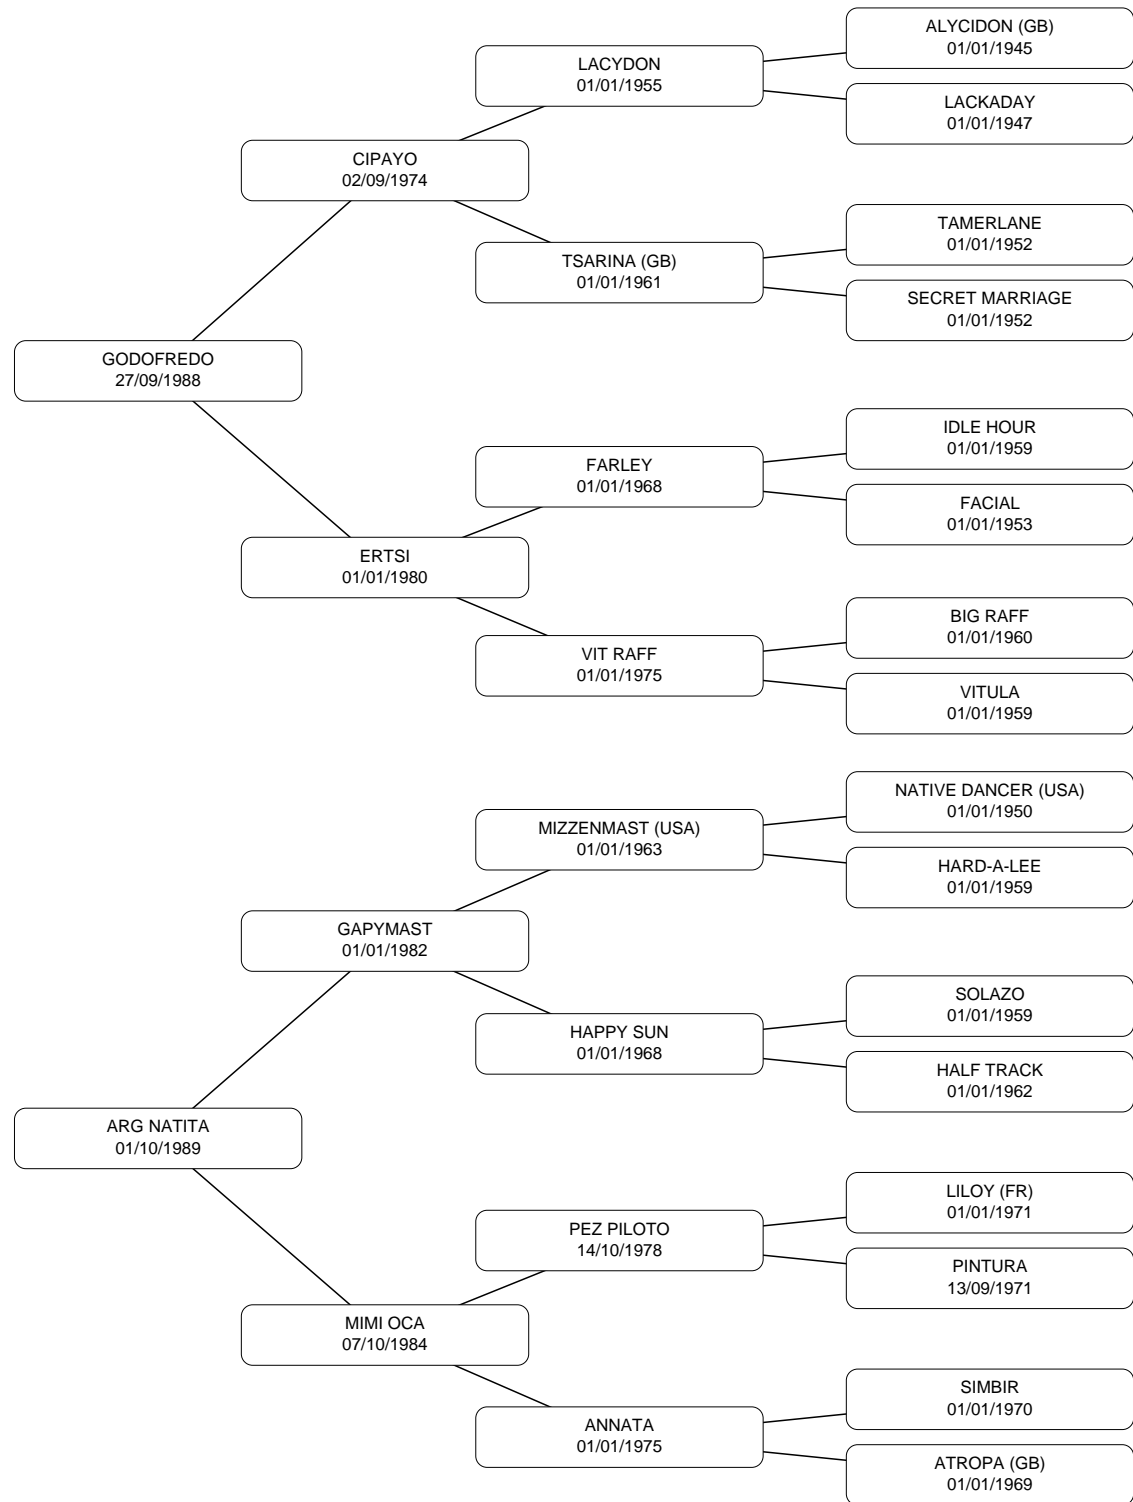 ALYCIDON (GB)
01/01/1945
LACYDON
01/01/1955
LACKADAY
01/01/1947
CIPAYO
02/09/1974
TAMERLANE
01/01/1952
TSARINA (GB)
01/01/1961
SECRET MARRIAGE
01/01/1952
GODOFREDO
27/09/1988
IDLE HOUR
01/01/1959
FARLEY
01/01/1968
FACIAL
01/01/1953
ERTSI
01/01/1980
BIG RAFF
01/01/1960
VIT RAFF
01/01/1975
VITULA
01/01/1959
NATIVE DANCER (USA)
01/01/1950
MIZZENMAST (USA)
01/01/1963
HARD-A-LEE
01/01/1959
GAPYMAST
01/01/1982
SOLAZO
01/01/1959
HAPPY SUN
01/01/1968
HALF TRACK
01/01/1962
ARG NATITA
01/10/1989
LILOY (FR)
01/01/1971
PEZ PILOTO
14/10/1978
PINTURA
13/09/1971
MIMI OCA
07/10/1984
SIMBIR
01/01/1970
ANNATA
01/01/1975
ATROPA (GB)
01/01/1969